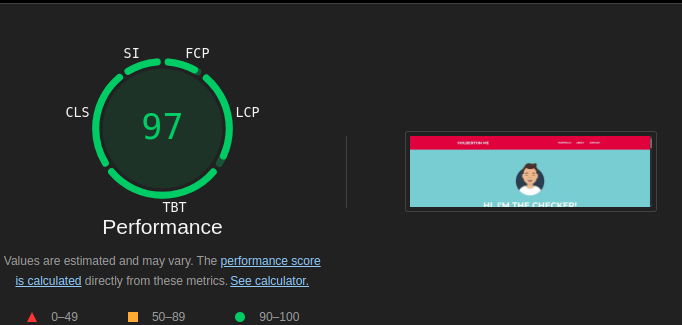 SI FCP
CLS LCP
97
TBT
Performance
Values are estimated and may vary. The performance score
is calculated directly from these metrics. See calculator.
0–49 50–89 90–100
HI, I'M THE CHECKER!